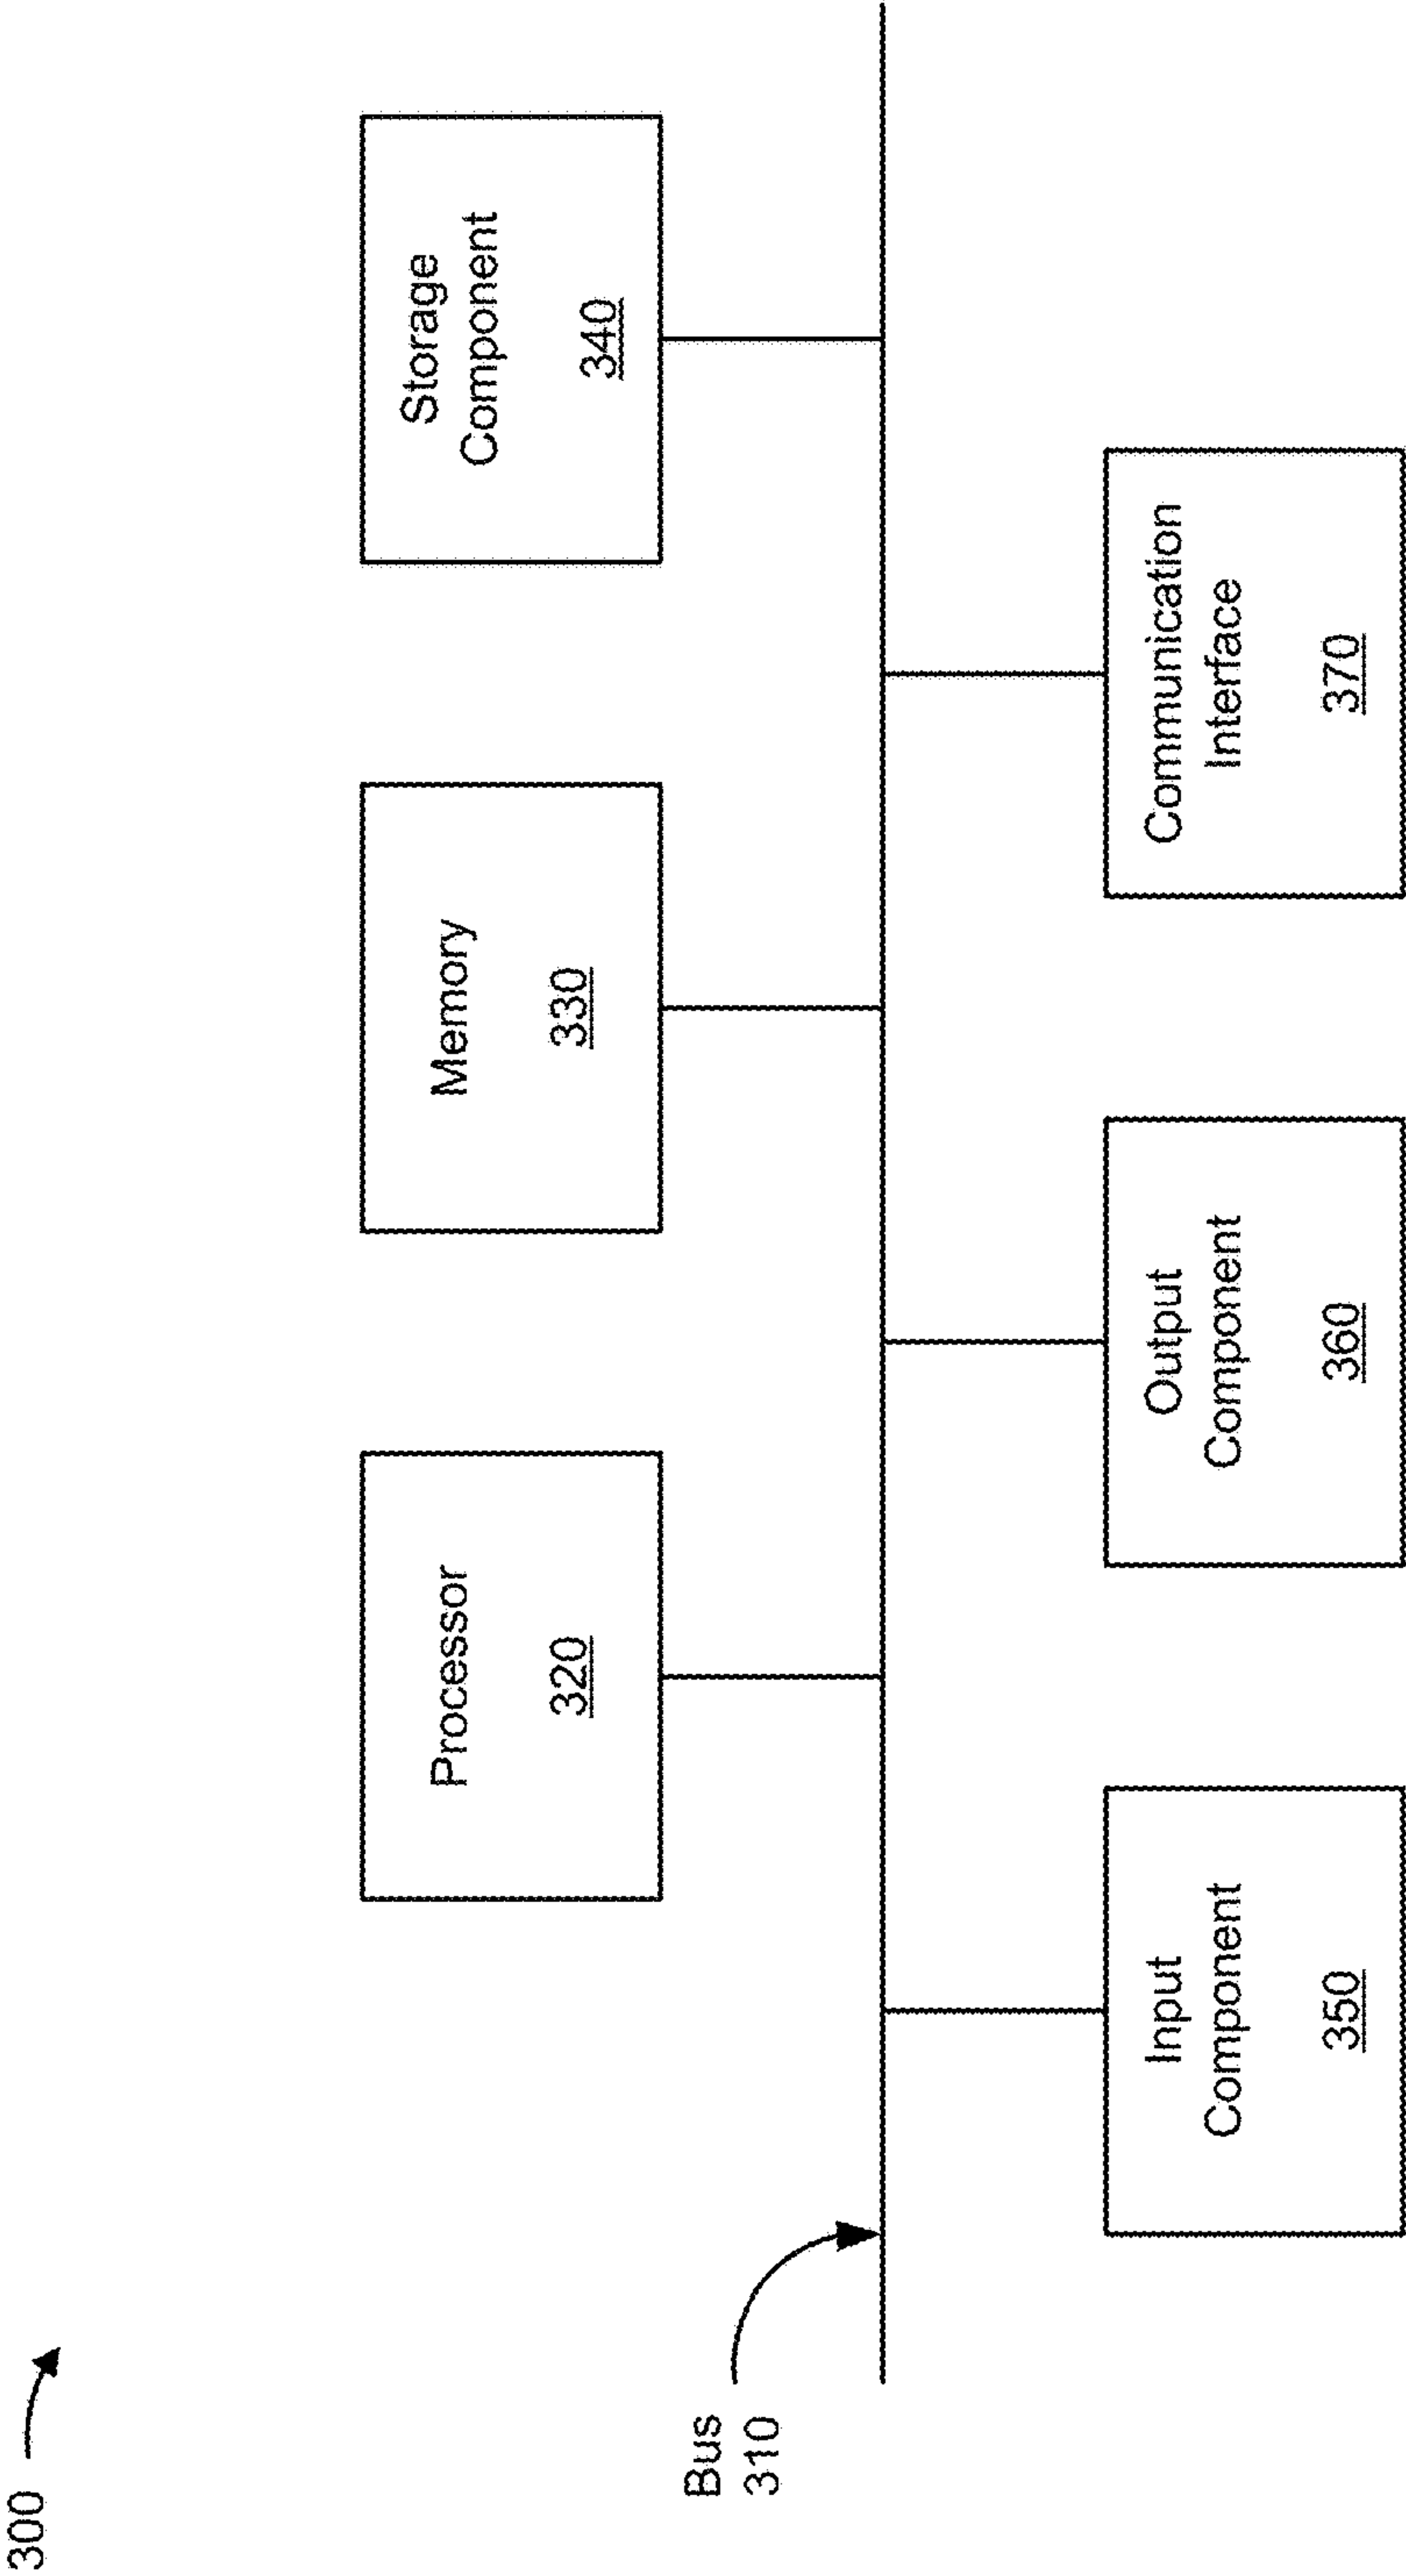 300
Processor
320
Memory
330
Storage
Component
340
Bus
310
Input
Component
350
Output
Component
360
Communication
Interface
370